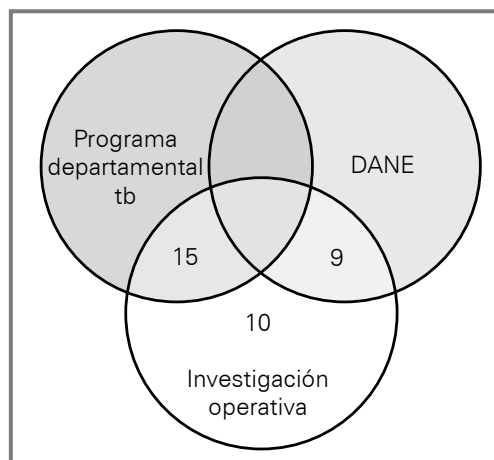 Programa
departamental
tb
DANE
15
9
10
Investigación
operativa